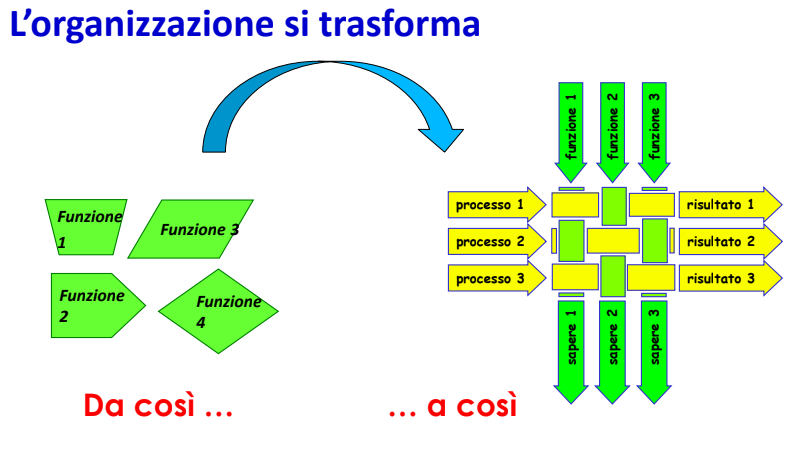 L'organizzazione si trasforma
funzione 1
funzione 2
funzione 3
Funzione
1
Funzione 3
Funzione
2
Funzione
4
processo 1
risultato 1
processo 2
risultato 2
processo 3
risultato 3
sapere 1
sapere 2
sapere 3
Da così ...
... a così